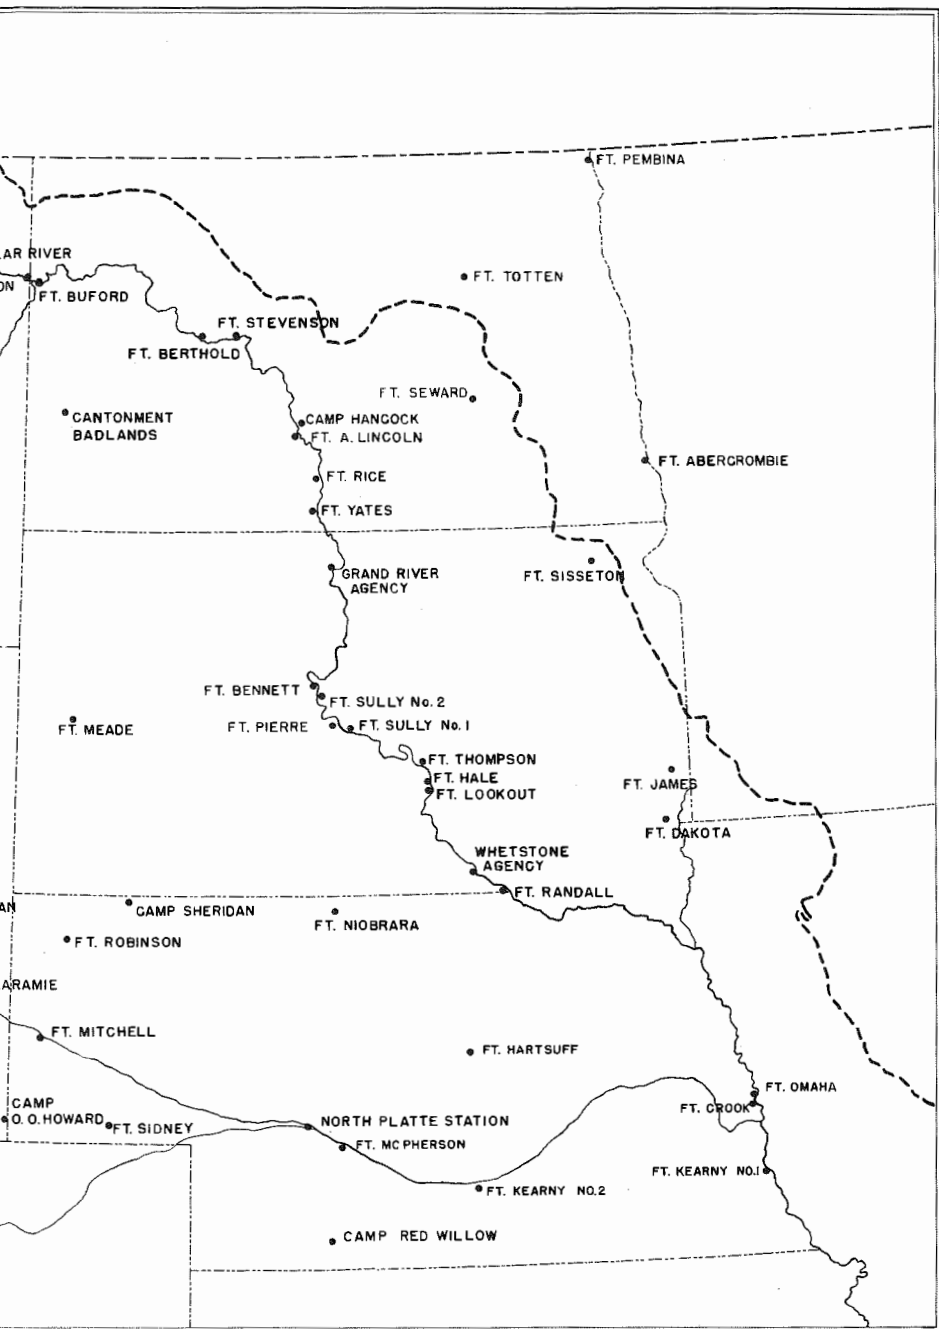 FT. PEMBINA
AR RIVER
FT. TOTTEN
ON
FT. BUFORD
FT. STEVENSON
FT. BERTHOLD
FT. SEWARD
CANTONMENT
BADLANDS
CAMP HANCOCK
FT. A. LINCOLN
FT. ABERCROMBIE
FT. RICE
FT. YATES
GRAND RIVER
AGENCY
FT. SISSETON
FT. BENNETT
FT. SULLY No. 2
FT. MEADE
FT. PIERRE
FT. SULLY No. 1
FT. THOMPSON
FT. HALE
FT. LOOKOUT
FT. JAMES
FT. DAKOTA
WHETSTONE
AGENCY
FT. RANDALL
AN
CAMP SHERIDAN
FT. NIOBRARA
FT. ROBINSON
ARAMIE
FT. MITCHELL
FT. HARTSUFF
FT. OMAHA
CAMP
O. O. HOWARD
FT. CROOK
FT. SIDNEY
NORTH PLATTE STATION
FT. MCPHERSON
FT. KEARNY NO.1
FT. KEARNY NO.2
CAMP RED WILLOW